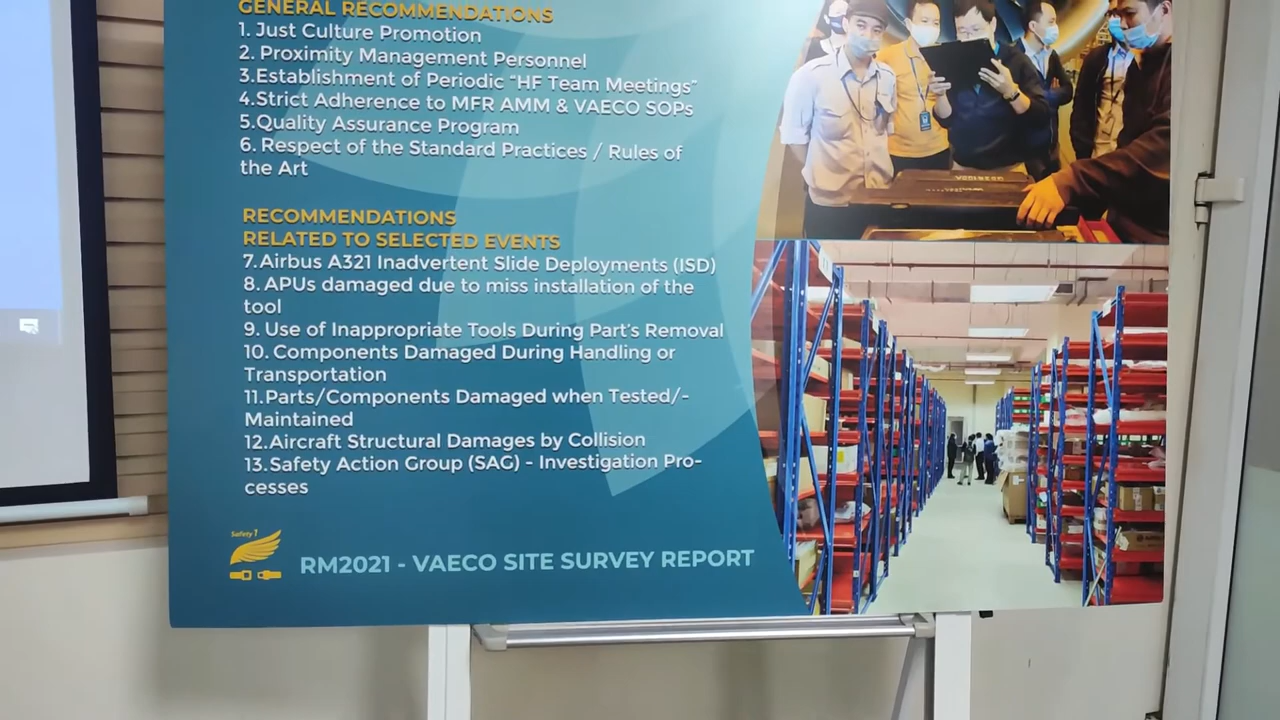 GENERAL RECOMMENDATIONS
1. Just Culture Promotion
2. Proximity Management Personnel
3.Establishment of Periodic “HF Team Meetings”
4.Strict Adherence to MFR AMM & VAECO SOPs
5.Quality Assurance Program
6. Respect of the Standard Practices / Rules of
the Art
RECOMMENDATIONS
RELATED TO SELECTED EVENTS
7.Airbus A321 Inadvertent Slide Deployments (ISD)
8. APUs damaged due to miss installation of the
tool
9. Use of Inappropriate Tools During Part's Removal
10. Components Damaged During Handling or
Transportation
11.Parts/Components Damaged when Tested/-
Maintained
12.Aircraft Structural Damages by Collision
13.Safety Action Group (SAG) - Investigation Pro-
cesses
Safety 1
RM2021 - VAECO SITE SURVEY REPORT